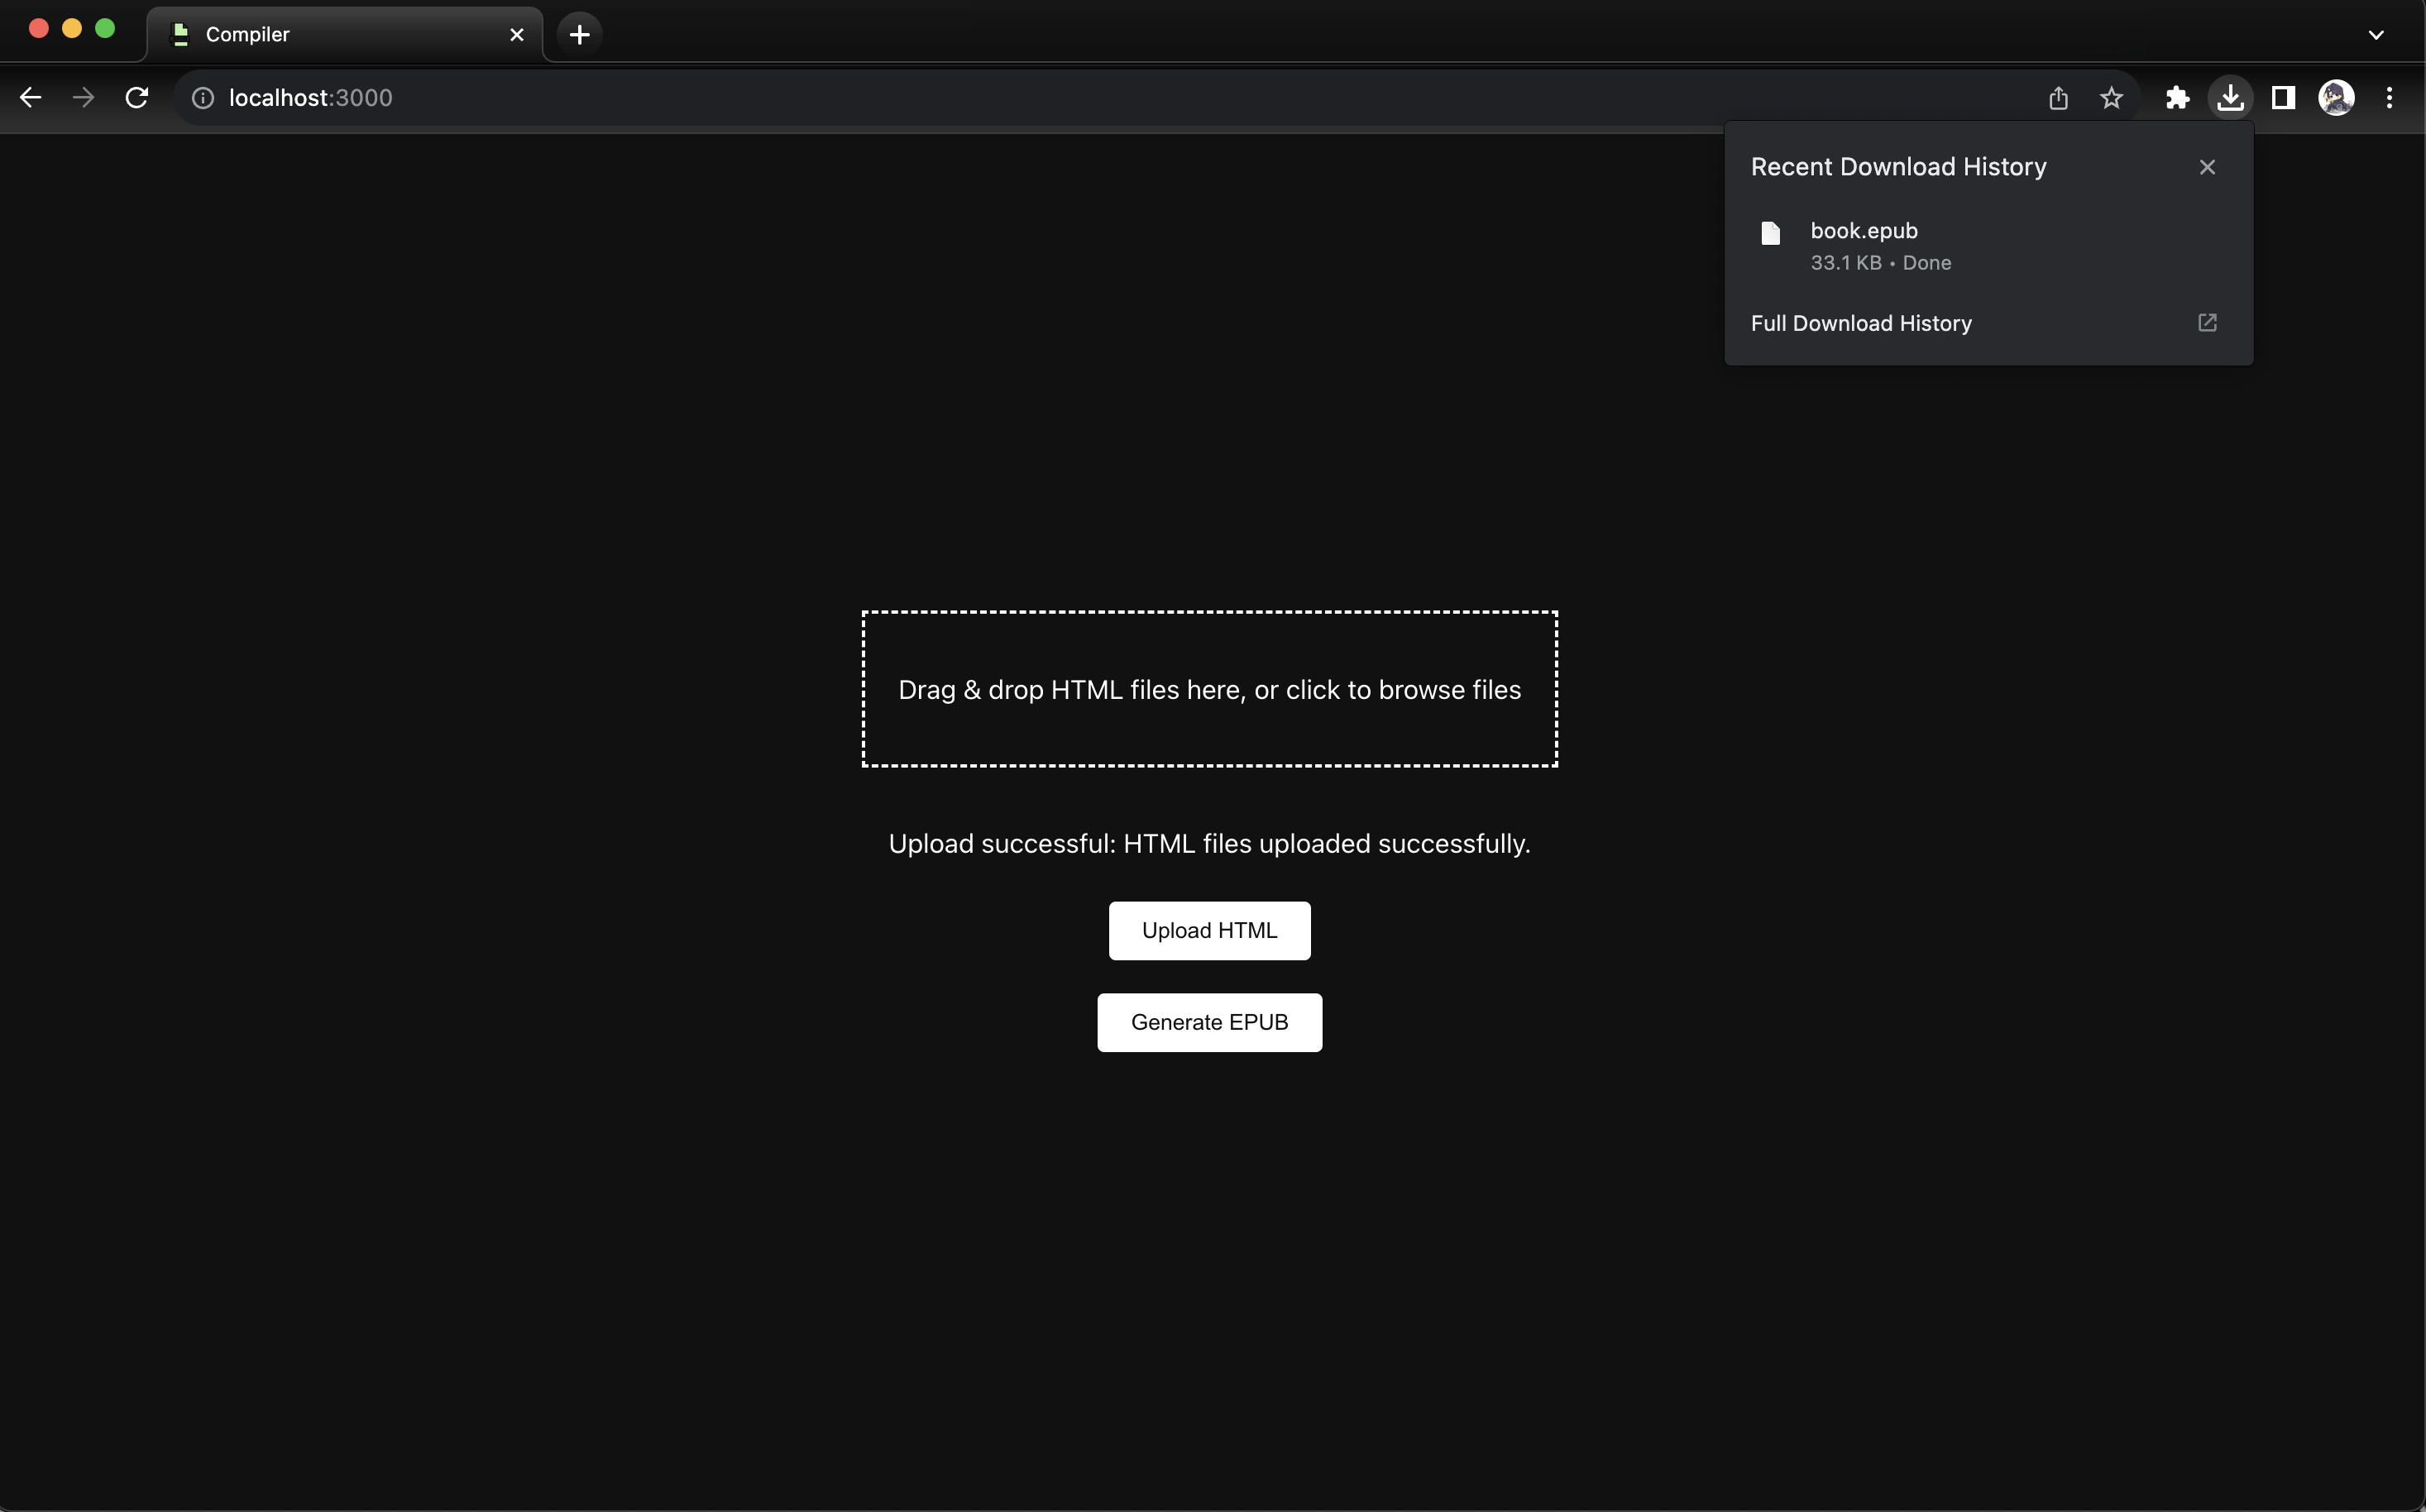 Compiler
localhost:3000
Recent Download History
book.epub
33.1 KB • Done
Full Download History
Drag & drop HTML files here, or click to browse files
Upload successful: HTML files uploaded successfully.
Upload HTML
Generate EPUB